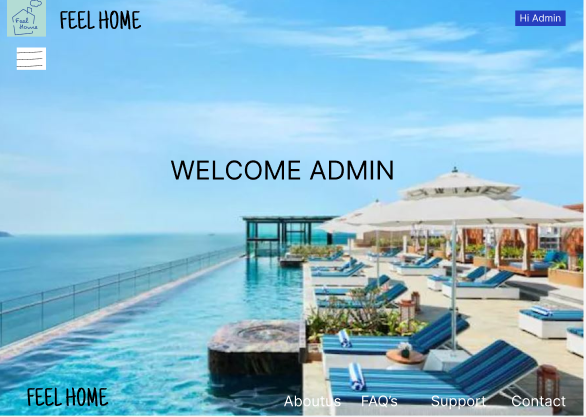 Feel
Home
FEEL HOME
Hi Admin
WELCOME ADMIN
FEEL HOME
Aboutus FAQ's Support Contact